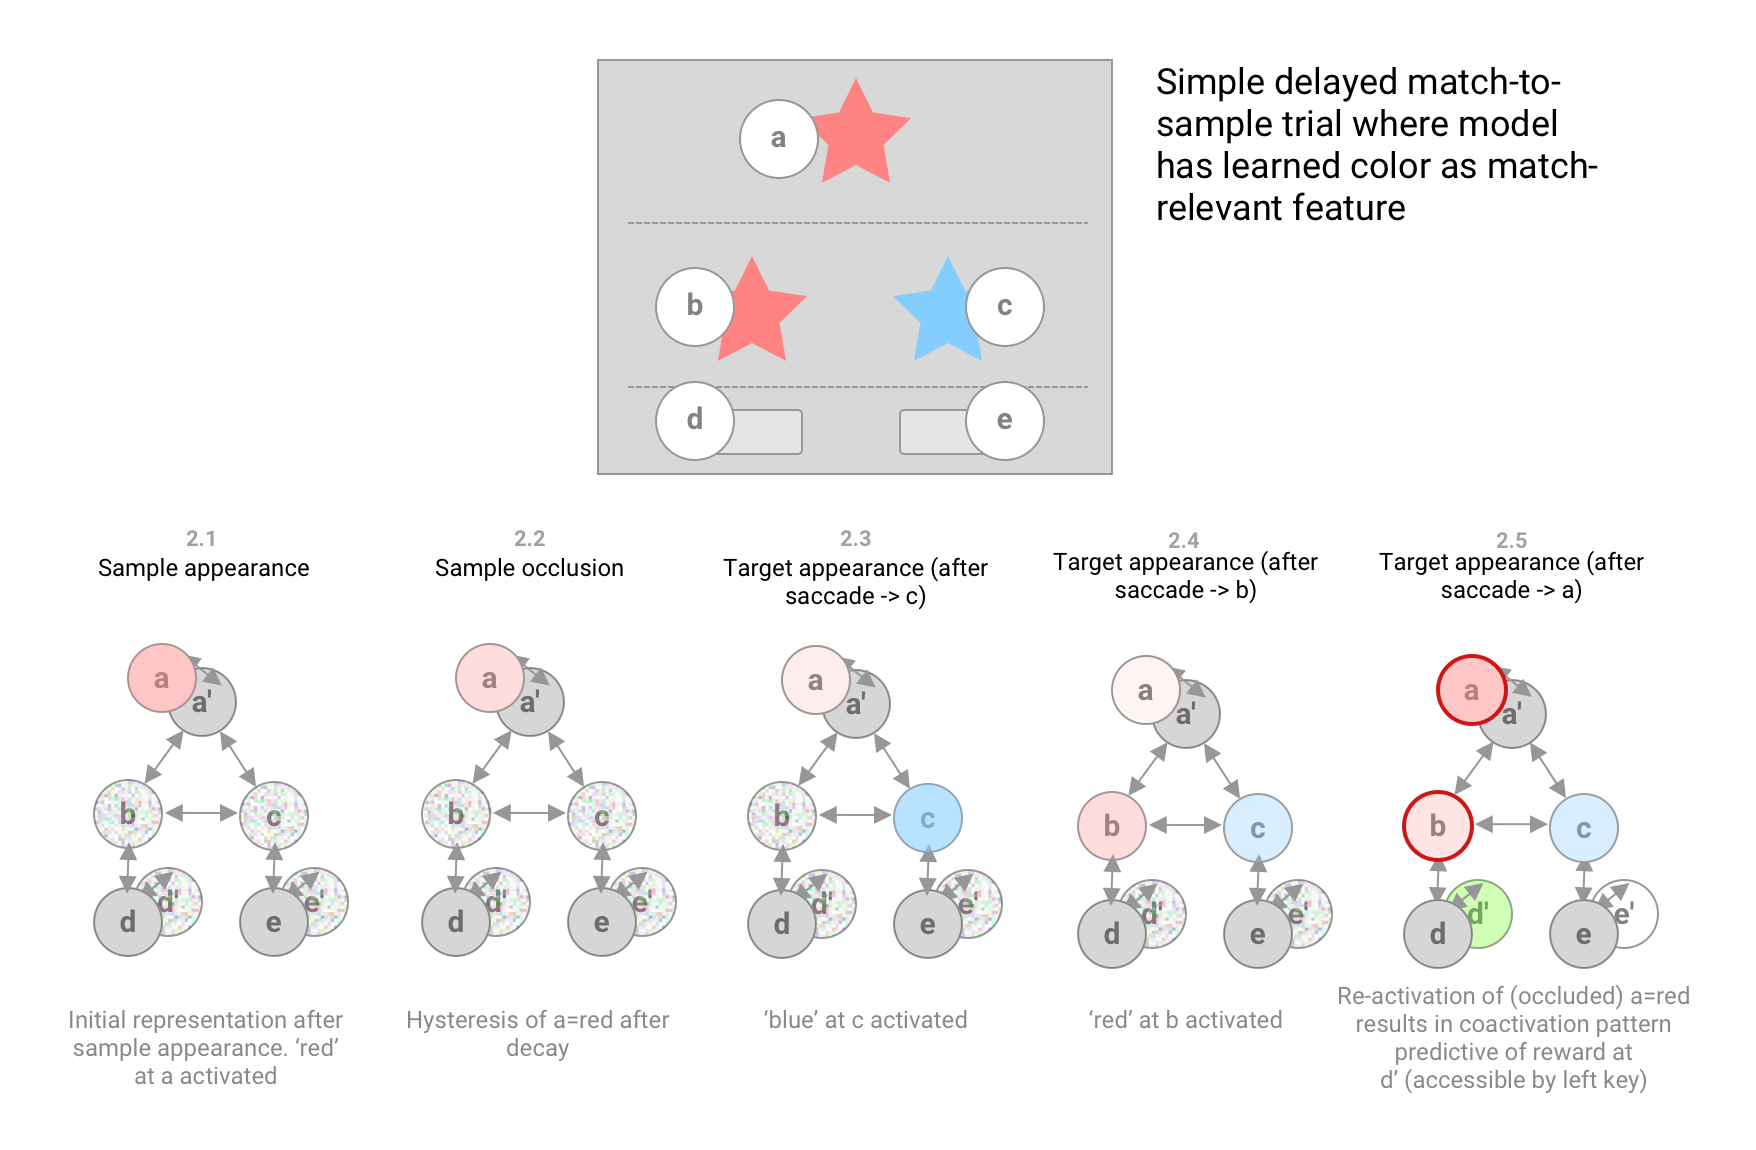 a
Simple delayed match-to-
sample trial where model
has learned color as match-
relevant feature
b
c
d
e
2.1
Sample appearance
a
a'
b
c
d
d'
e
e'
Initial representation after
sample appearance. ‘red’
at a activated
2.2
Sample occlusion
a
a'
b
c
d
d'
e
e'
Hysteresis of a=red after
decay
2.3
Target appearance (after
saccade -> c)
a
a'
b
c
d
d'
e
e'
‘blue’ at c activated
2.4
Target appearance (after
saccade -> b)
a
a'
b
c
d
d'
e
e'
‘red’ at b activated
2.5
Target appearance (after
saccade -> a)
a
a'
b
c
d
d'
e
e'
Re-activation of (occluded) a=red
results in coactivation pattern
predictive of reward at
d’ (accessible by left key)